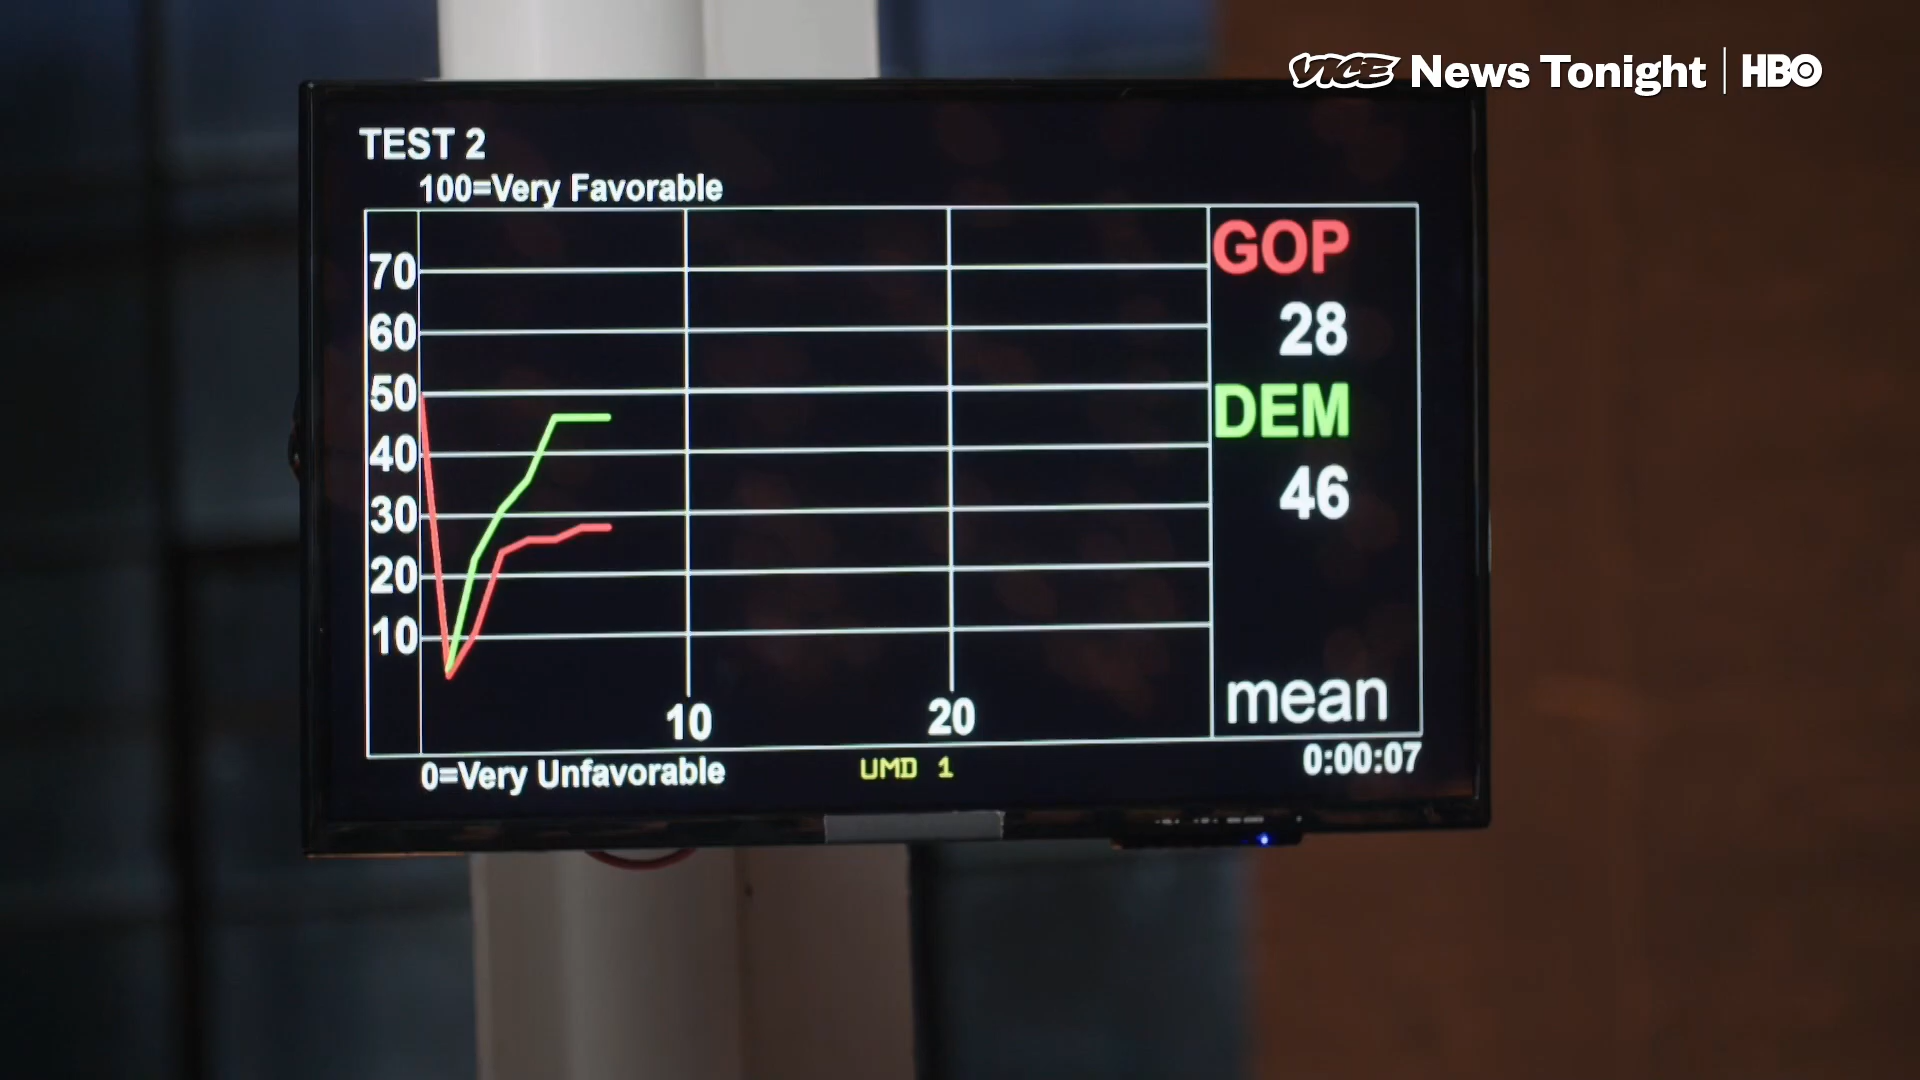 VICE News Tonight | HBO
TEST 2
100=Very Favorable
70
60
50
40
30
20
10
10 20
GOP
28
DEM
46
mean
0=Very Unfavorable
UMD 1
0:00:07